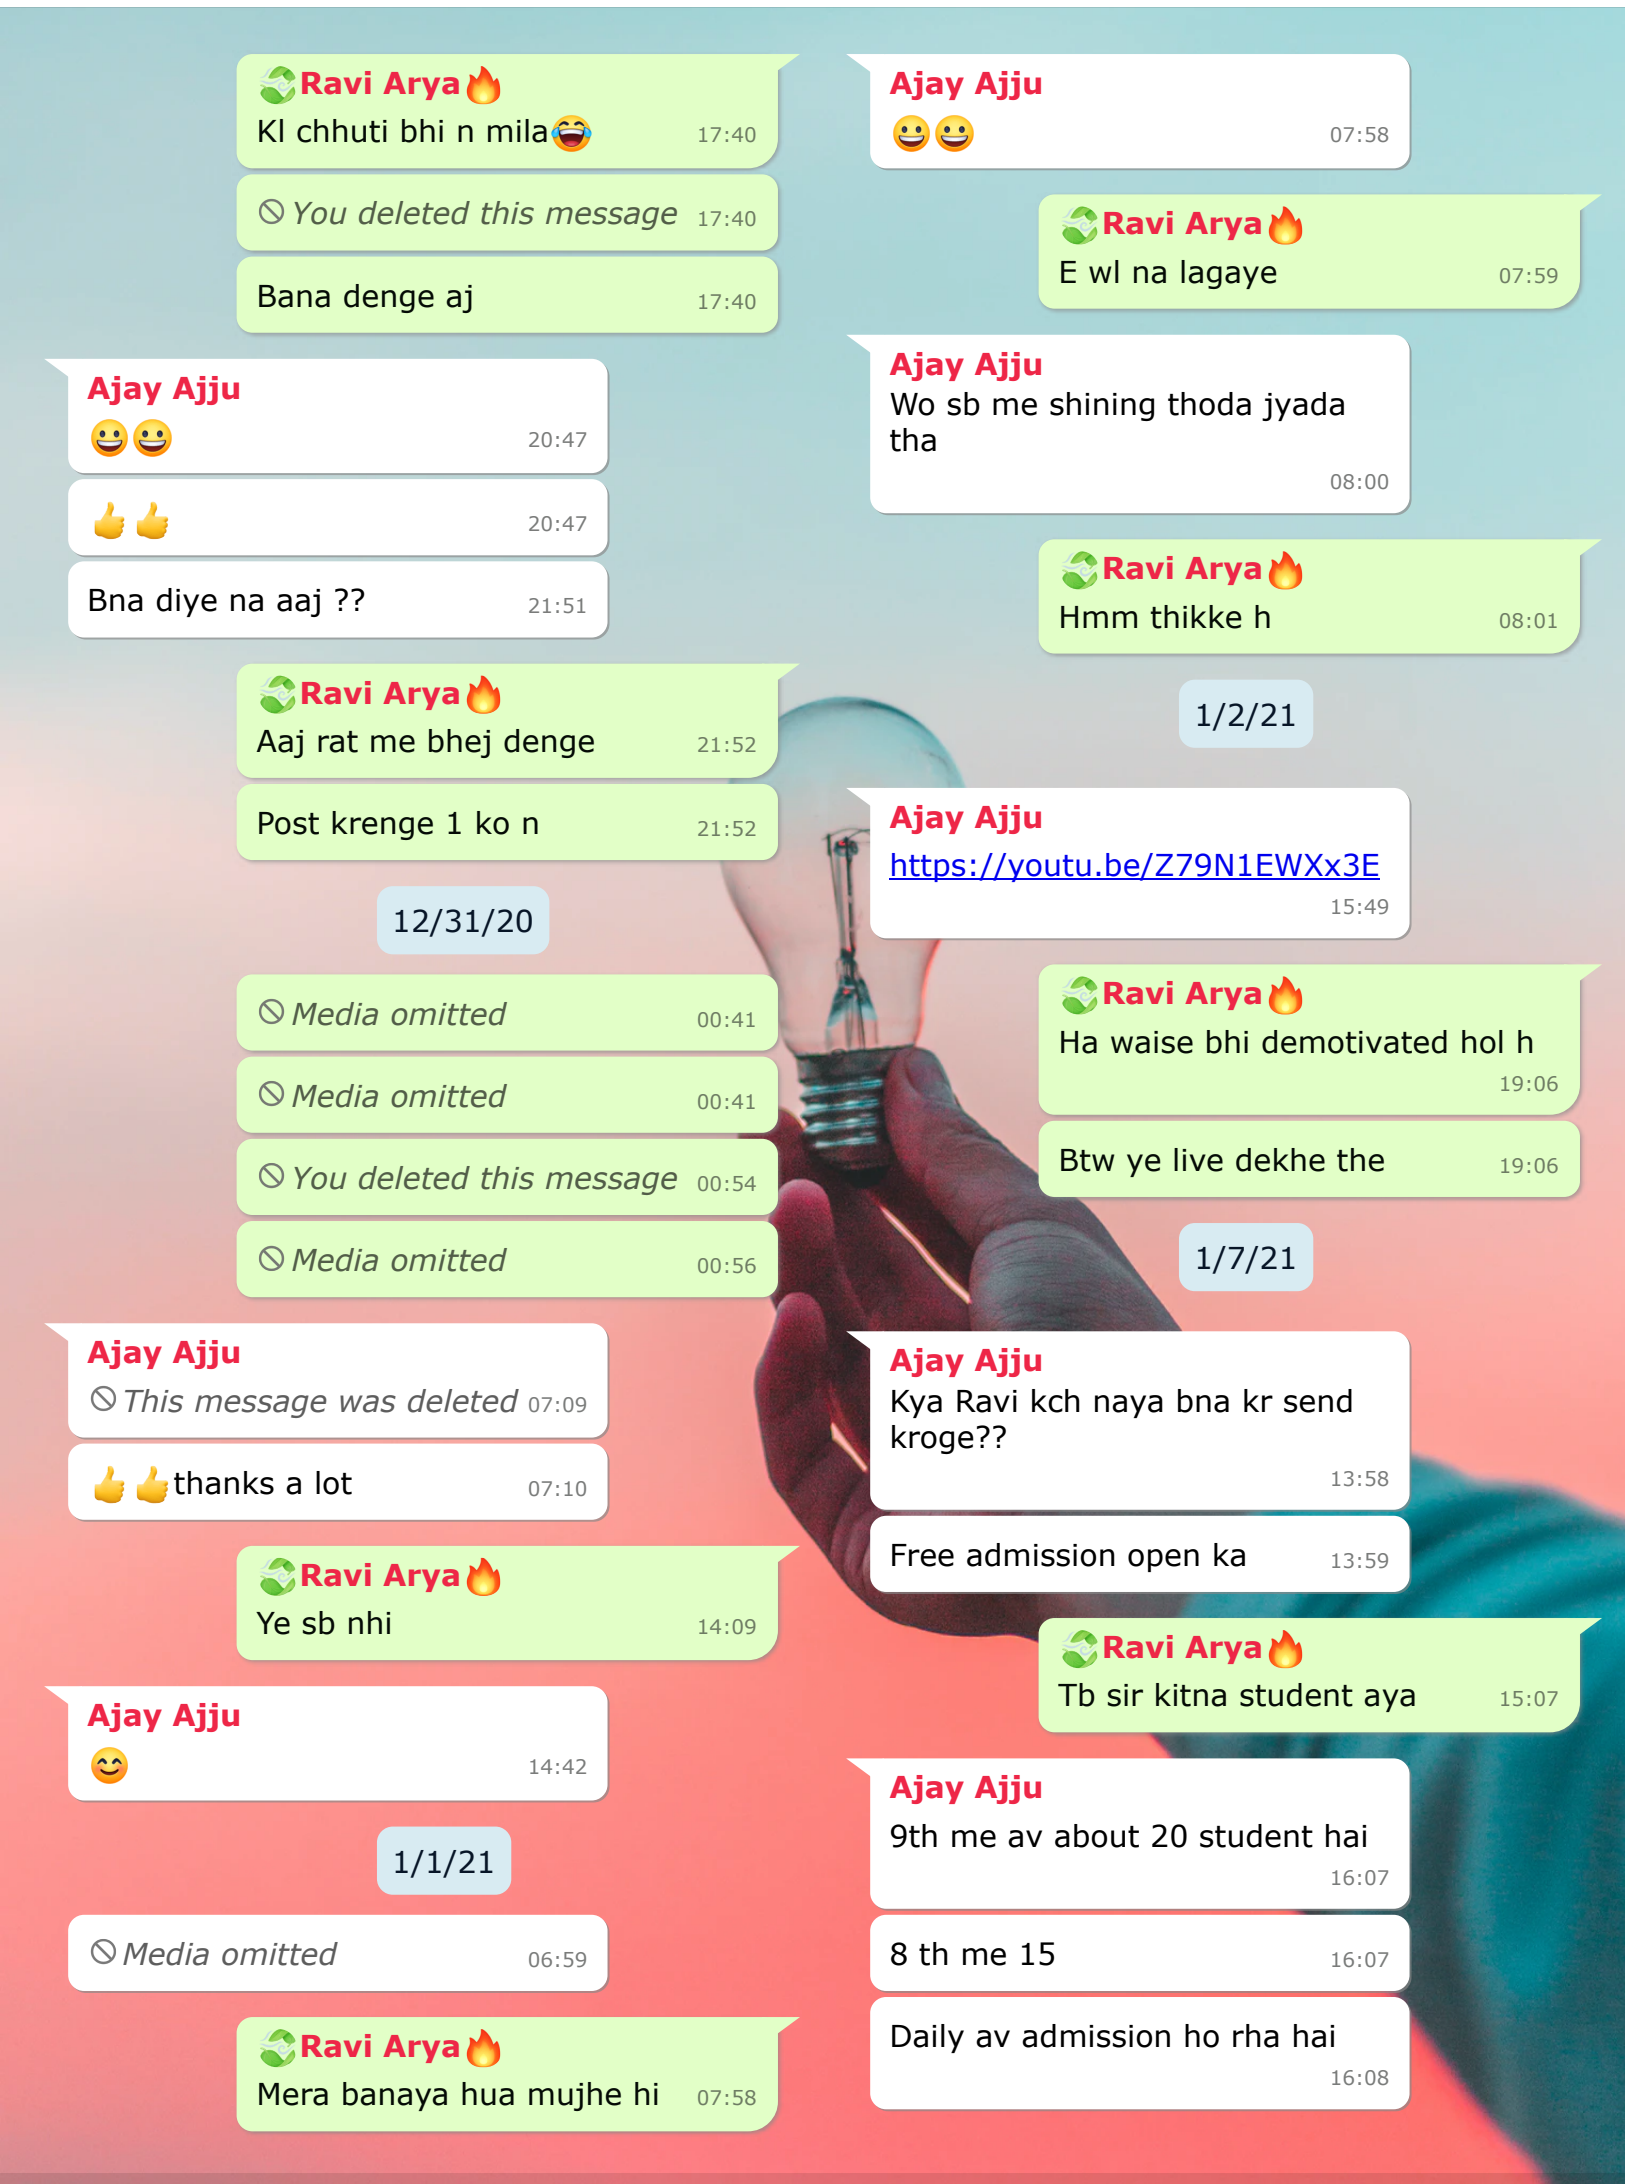 Ravi Arya🔥
Kl chhuti bhi n mila😂 17:40
You deleted this message 17:40
Bana denge aj 17:40
Ajay Ajju
😀😀 20:47
👍👍 20:47
Bna diye na aaj ?? 21:51
Ravi Arya🔥
Aaj rat me bhej denge 21:52
Post krenge 1 ko n 21:52
12/31/20
Media omitted 00:41
Media omitted 00:41
You deleted this message 00:54
Media omitted 00:56
Ajay Ajju
This message was deleted 07:09
👍👍thanks a lot 07:10
Ravi Arya🔥
Ye sb nhi 14:09
Ajay Ajju
😊 14:42
1/1/21
Media omitted 06:59
Ravi Arya🔥
Mera banaya hua mujhe hi 07:58
Ajay Ajju
😀😀 07:58
Ravi Arya🔥
E wl na lagaye 07:59
Ajay Ajju
Wo sb me shining thoda jyada
tha
08:00
Ravi Arya🔥
Hmm thikke h 08:01
1/2/21
Ajay Ajju
https://youtu.be/Z79N1EWXx3E
15:49
Ravi Arya🔥
Ha waise bhi demotivated hol h
19:06
Btw ye live dekhe the 19:06
1/7/21
Ajay Ajju
Kya Ravi kch naya bna kr send
kroge??
13:58
Free admission open ka 13:59
Ravi Arya🔥
Tb sir kitna student aya 15:07
Ajay Ajju
9th me av about 20 student hai
16:07
8 th me 15 16:07
Daily av admission ho rha hai
16:08